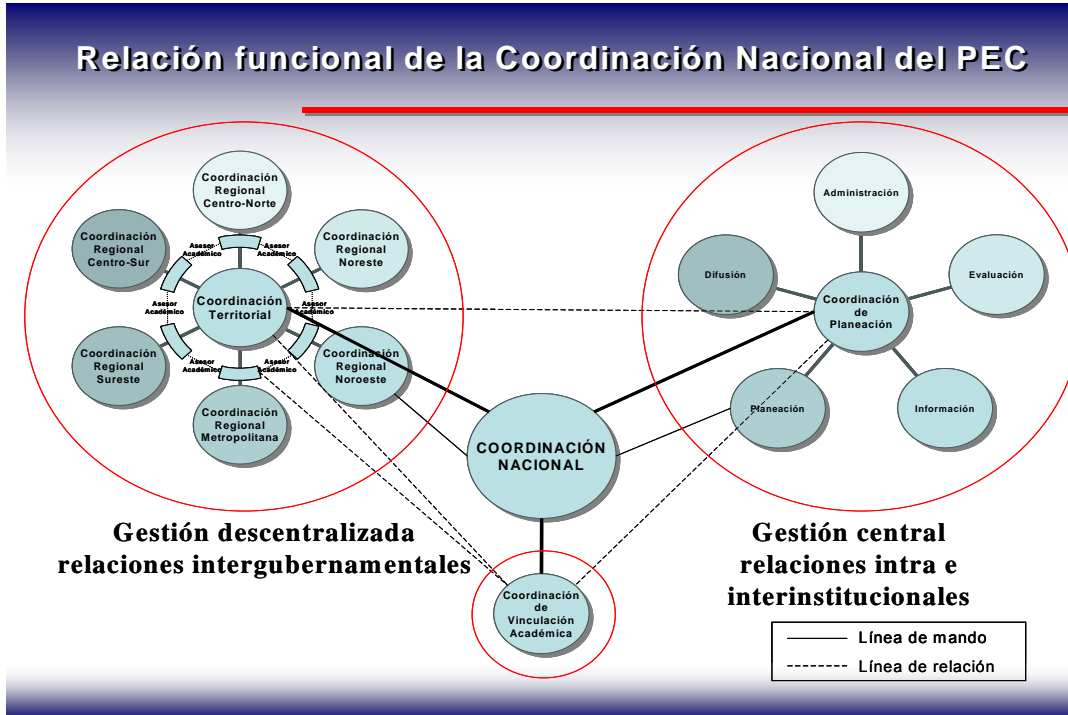 Relación funcional de la Coordinación Nacional del PEC
Coordinación
Regional
Centro-Norte
Coordinación
Regional
Centro-Sur
Asesor
Académico
Asesor
Académico
Coordinación
Regional
Noreste
Asesor
Académico
Coordinación
Territorial
Asesor
Académico
Coordinación
Regional
Sureste
Asesor
Académico
Asesor
Académico
Coordinación
Regional
Noroeste
Coordinación
Regional
Metropolitana
Administración
Difusión
Evaluación
Coordinación
de
Planeación
Planeación
Información
COORDINACIÓN
NACIONAL
Gestión descentralizada
relaciones intergubernamentales
Gestión central
relaciones intra e
interinstitucionales
Coordinación
de
Vinculación
Académica
Línea de mando
Línea de relación